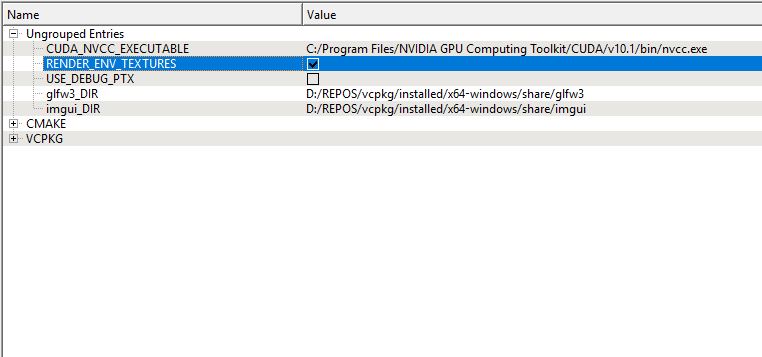 Name Value
Ungrouped Entries
CUDA_NVCC_EXECUTABLE C:/Program Files/NVIDIA GPU Computing Toolkit/CUDA/v10.1/bin/nvcc.exe
RENDER_ENV_TEXTURES
USE_DEBUG_PTX
glfw3_DIR D:/REPOS/vcpkg/installed/x64-windows/share/glfw3
imgui_DIR D:/REPOS/vcpkg/installed/x64-windows/share/imgui
CMAKE
VCPKG